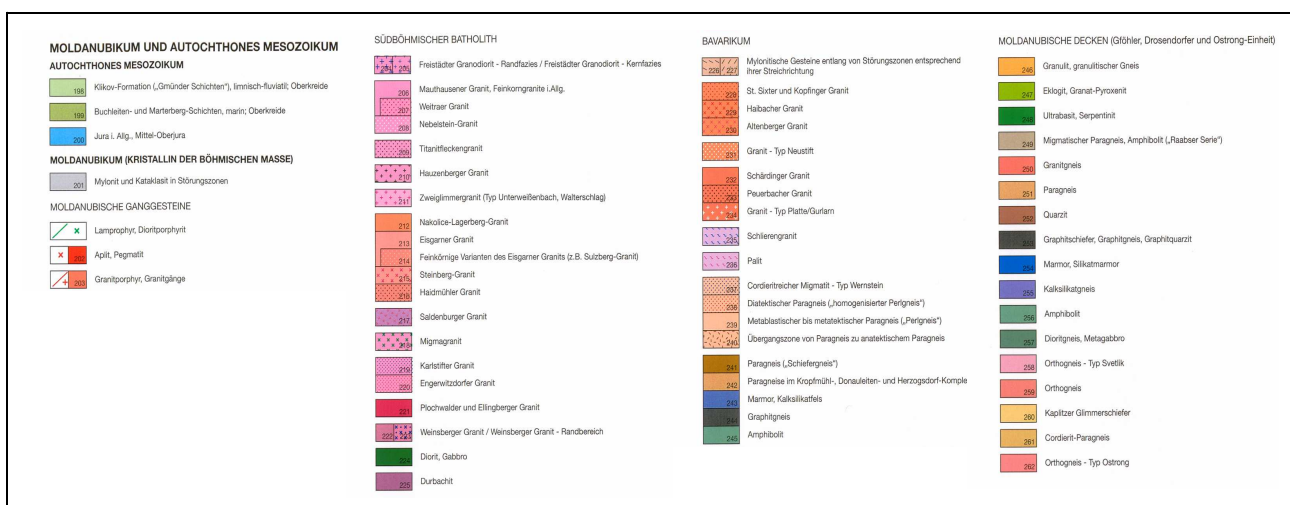 MOLDANUBIKUM UND AUTOCHTHONES MESOZOIKUM
AUTOCHTHONES MESOZOIKUM
198 Klikov-Formation („Gmünder Schichten“), limnisch-fluviatil; Oberkreide
199 Buchleiten- und Marterberg-Schichten, marin; Oberkreide
200 Jura i. Allg., Mittel-Oberjura
MOLDANUBIKUM (KRISTALLIN DER BÖHMISCHEN MASSE)
201 Mylonit und Kataklasit in Störungszonen
MOLDANUBISCHE GANGGESTEINE
Lamprophyr, Dioritporphyrit
202 Aplit, Pegmatit
203 Granitporphyr, Granitgänge
SÜDBÖHMISCHER BATHOLITH
204 205 Freistädter Granodiorit - Randfazies / Freistädter Granodiorit - Kernfazies
206 Mauthausener Granit, Feinkorngranite i.Allg.
207 Weitraer Granit
208 Nebelstein-Granit
209 Titanitfleckengranit
210 Hauzenberger Granit
211 Zweiglimmergranit (Typ Unterweißenbach, Walterschlag)
212 Nakolice-Lagerberg-Granit
213 Eisgarner Granit
214 Feinkörnige Varianten des Eisgarner Granits (z.B. Sulzberg-Granit)
215 Steinberg-Granit
216 Haidmühler Granit
217 Saldenburger Granit
218 Migmagranit
219 Karlstifter Granit
220 Engerwitzdorfer Granit
221 Plochwalder und Ellingberger Granit
222 223 Weinsberger Granit / Weinsberger Granit - Randbereich
224 Diorit, Gabbro
225 Durbachit
BAVARIKUM
226 227 Mylonitische Gesteine entlang von Störungszonen entsprechend
ihrer Streichrichtung
228 St. Sixter und Kopfinger Granit
229 Haibacher Granit
230 Altenberger Granit
231 Granit - Typ Neustift
232 Schärdinger Granit
233 Peuerbacher Granit
234 Granit - Typ Platte/Gurlarn
235 Schlierengranit
236 Palit
237 Cordieritreicher Migmatit - Typ Wernstein
238 Diatektischer Paragneis („homogenisierter Perlgneis“)
239 Metablastischer bis metatektischer Paragneis („Perlgneis“)
240 Übergangszone von Paragneis zu anatektischem Paragneis
241 Paragneis („Schiefergneis“)
242 Paragneise im Kropfmühl-, Donauleiten- und Herzogsdorf-Komple
243 Marmor, Kalksilikatfels
244 Graphitgneis
245 Amphibolit
MOLDANUBISCHE DECKEN (Gföhler, Drosendorfer und Ostrong-Einheit)
246 Granulit, granulitischer Gneis
247 Eklogit, Granat-Pyroxenit
248 Ultrabasit, Serpentinit
249 Migmatischer Paragneis, Amphibolit („Raabser Serie“)
250 Granitgneis
251 Paragneis
252 Quarzit
253 Graphitschiefer, Graphitgneis, Graphitquarzit
254 Marmor, Silikatmarmor
255 Kalksilikatgneis
256 Amphibolit
257 Dioritgneis, Metagabbro
258 Orthogneis - Typ Svetlik
259 Orthogneis
260 Kaplitzer Glimmerschiefer
261 Cordierit-Paragneis
262 Orthogneis - Typ Ostrong